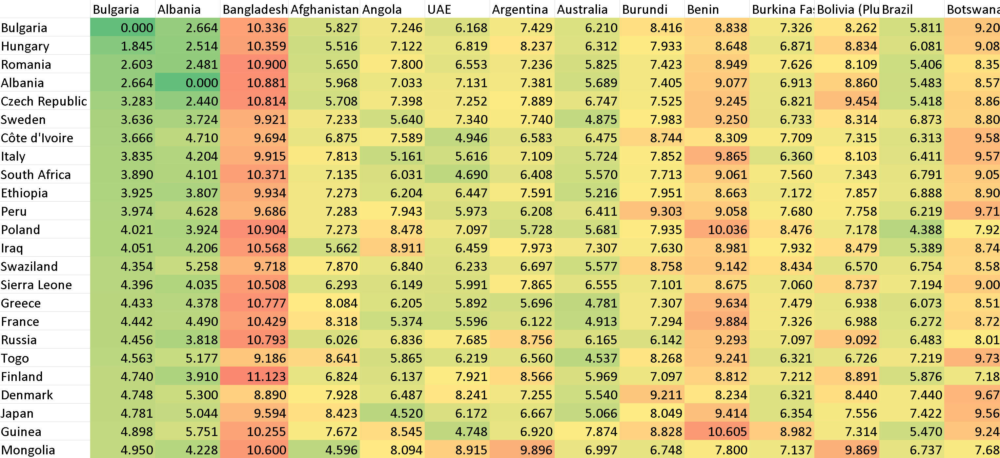 Bulgaria Albania Bangladesh Afghanistan Angola UAE Argentina Australia Burundi Benin Burkina Fas Bolivia (Plu Brazil Botswana
Bulgaria 0.000 2.664 10.336 5.827 7.246 6.168 7.429 6.210 8.416 8.838 7.326 8.262 5.811 9.20
Hungary 1.845 2.514 10.359 5.516 7.122 6.819 8.237 6.312 7.933 8.648 6.871 8.834 6.081 9.08
Romania 2.603 2.481 10.900 5.650 7.800 6.553 7.236 5.825 7.423 8.949 7.626 8.109 5.406 8.35
Albania 2.664 0.000 10.881 5.968 7.033 7.131 7.381 5.689 7.405 9.077 6.913 8.860 5.483 8.57
Czech Republic 3.283 2.440 10.814 5.708 7.398 7.252 7.889 6.747 7.525 9.245 6.821 9.454 5.418 8.86
Sweden 3.636 3.724 9.921 7.233 5.640 7.340 7.740 4.875 7.983 9.250 6.733 8.314 6.873 8.80
Côte d'Ivoire 3.666 4.710 9.694 6.875 7.589 4.946 6.583 6.475 8.744 8.309 7.709 7.315 6.313 9.58
Italy 3.835 4.204 9.915 7.813 5.161 5.616 7.109 5.724 7.852 9.865 6.360 8.103 6.411 9.57
South Africa 3.890 4.101 10.371 7.135 6.031 4.690 6.408 5.570 7.713 9.061 7.560 7.343 6.791 9.05
Ethiopia 3.925 3.807 9.934 7.273 6.204 6.447 7.591 5.216 7.951 8.663 7.172 7.857 6.888 8.90
Peru 3.974 4.628 9.686 7.283 7.943 5.973 6.208 6.411 9.303 9.058 7.680 7.758 6.219 9.71
Poland 4.021 3.924 10.904 7.273 8.478 7.097 5.728 5.681 7.935 10.036 8.476 7.178 4.388 7.92
Iraq 4.051 4.206 10.568 5.662 8.911 6.459 7.973 7.307 7.630 8.981 7.932 8.479 5.389 8.74
Swaziland 4.354 5.258 9.718 7.870 6.840 6.233 6.697 5.577 8.758 9.142 8.434 6.570 6.754 8.58
Sierra Leone 4.396 4.035 10.508 6.293 6.149 5.991 7.865 6.555 7.101 8.675 7.060 8.737 7.194 9.00
Greece 4.433 4.378 10.777 8.084 6.205 5.892 5.696 4.781 7.307 9.634 7.479 6.938 6.073 8.51
France 4.442 4.490 10.429 8.318 5.374 5.596 6.122 4.913 7.294 9.884 7.326 6.988 6.272 8.72
Russia 4.456 3.818 10.793 6.026 6.836 7.685 8.756 6.165 6.142 9.293 7.097 9.092 6.483 8.01
Togo 4.563 5.177 9.186 8.641 5.865 6.219 6.560 4.537 8.268 9.241 6.321 6.726 7.219 9.73
Finland 4.740 3.910 11.123 6.824 6.137 7.921 8.566 5.969 7.097 8.812 7.212 8.891 5.876 7.18
Denmark 4.748 5.300 8.890 7.928 6.487 8.241 7.255 5.540 9.211 8.234 6.321 8.440 7.440 9.67
Japan 4.781 5.044 9.594 8.423 4.520 6.172 6.667 5.066 8.049 9.414 6.354 7.556 7.422 9.56
Guinea 4.898 5.751 10.255 7.672 8.545 4.748 6.920 7.874 8.828 10.605 8.982 7.314 5.470 9.24
Mongolia 4.950 4.228 10.600 4.596 8.094 8.915 9.896 6.997 6.748 7.800 7.137 9.869 6.737 7.68